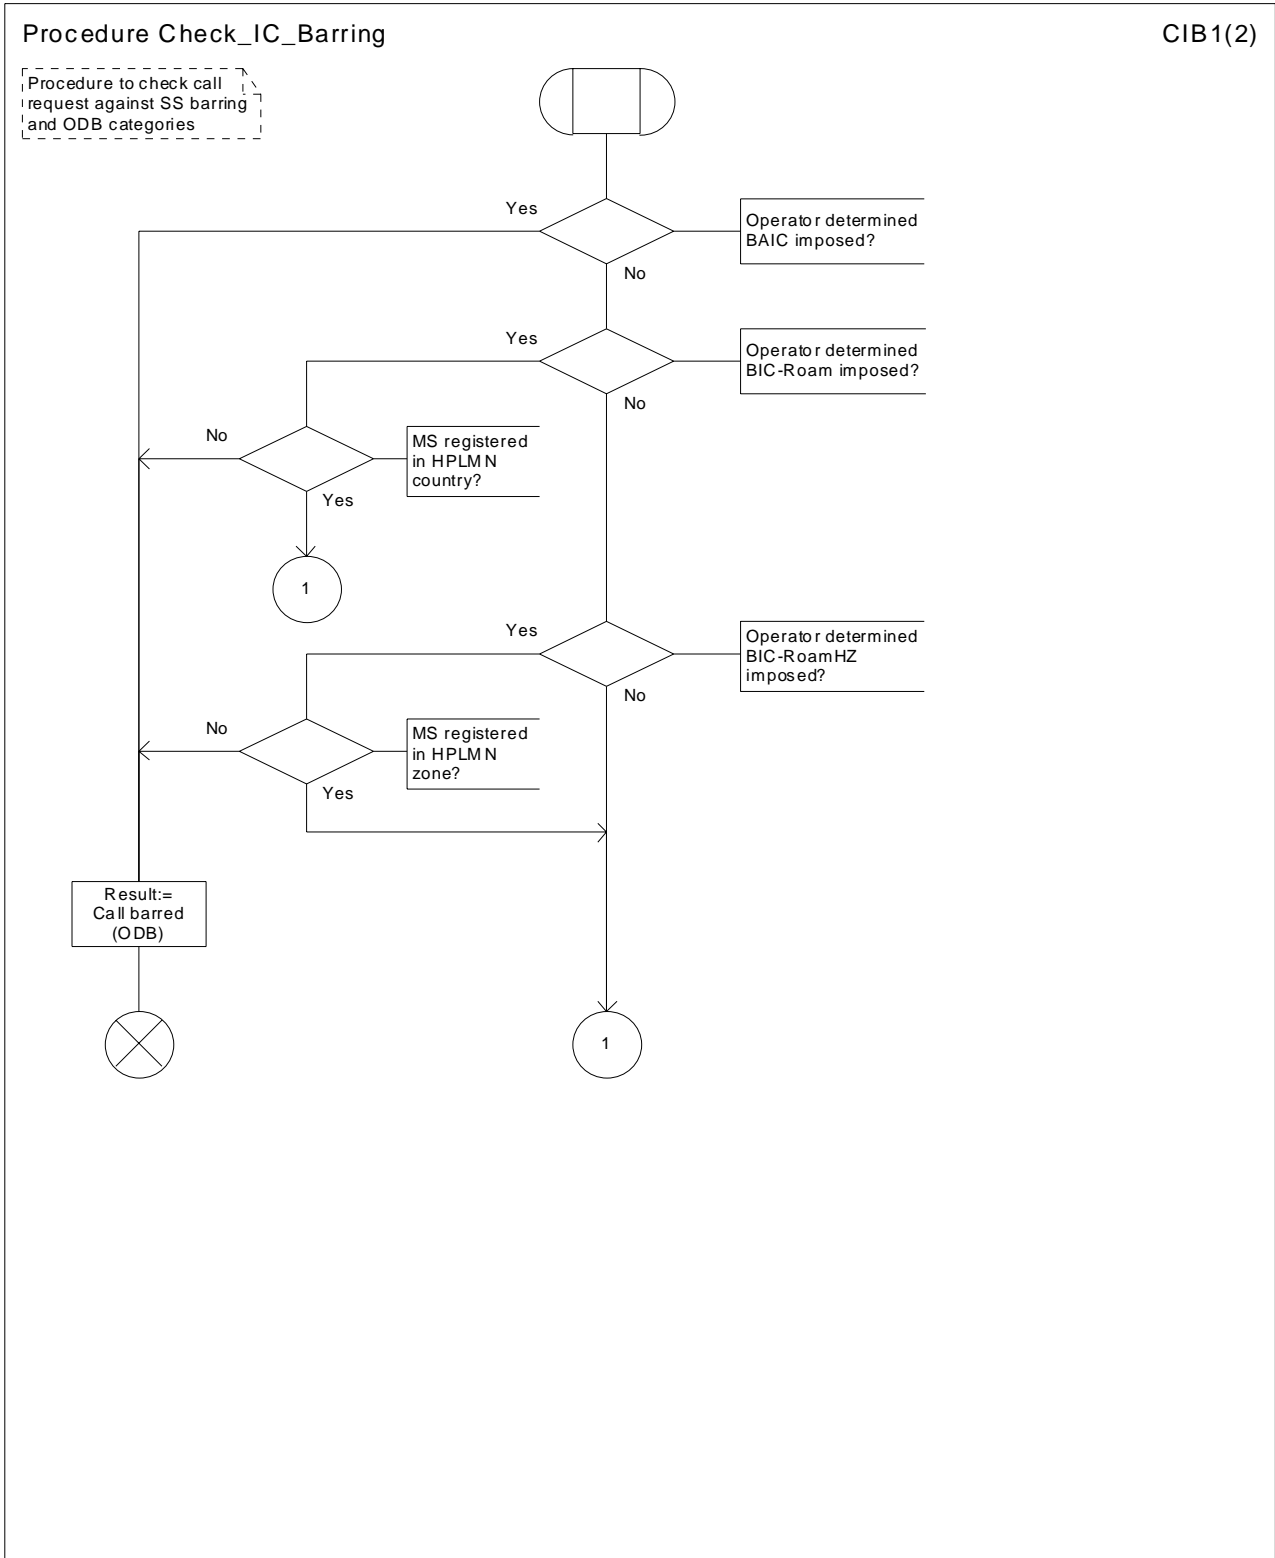 Procedure Check_IC_Barring
CIB1(2)
Procedure to check call
request against SS barring
and ODB categories
Yes
Operator determined
BAIC imposed?
No
Yes
Operator determined
BIC-Roam imposed?
No
No
MS registered
in HPLMN
country?
Yes
1
Yes
Operator determined
BIC-RoamHZ
imposed?
No
No
MS registered
in HPLMN
zone?
Yes
Result:=
Call barred
(ODB)
1